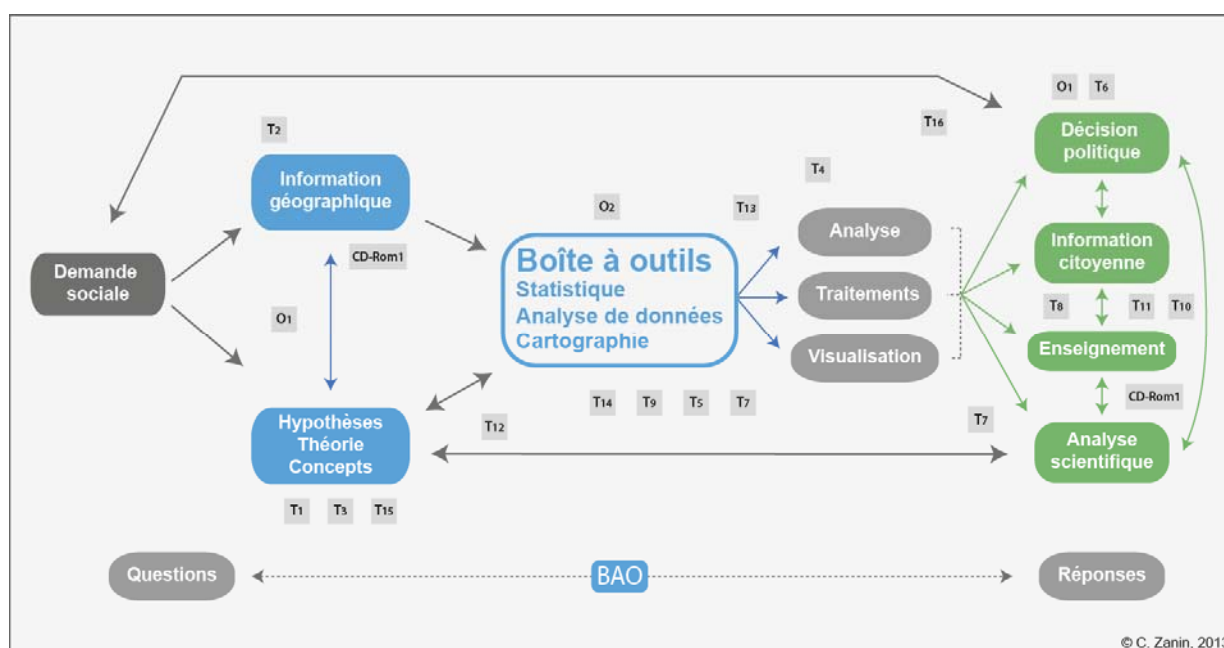 O1 T6
T16
Décision
politique
T2
Information
géographique
T4
O2
T13
Analyse
Information
citoyenne
CD-Rom1
Demande
sociale
Boîte à outils
Statistique
Analyse de données
Cartographie
Traitements
O1
T8 T11 T10
Visualisation
Enseignement
T14 T9 T5 T7
CD-Rom1
Hypothèses
Théorie
Concepts
T12
T7
Analyse
scientifique
T1 T3 T15
Questions
BAO
Réponses
© C. Zanin, 2013